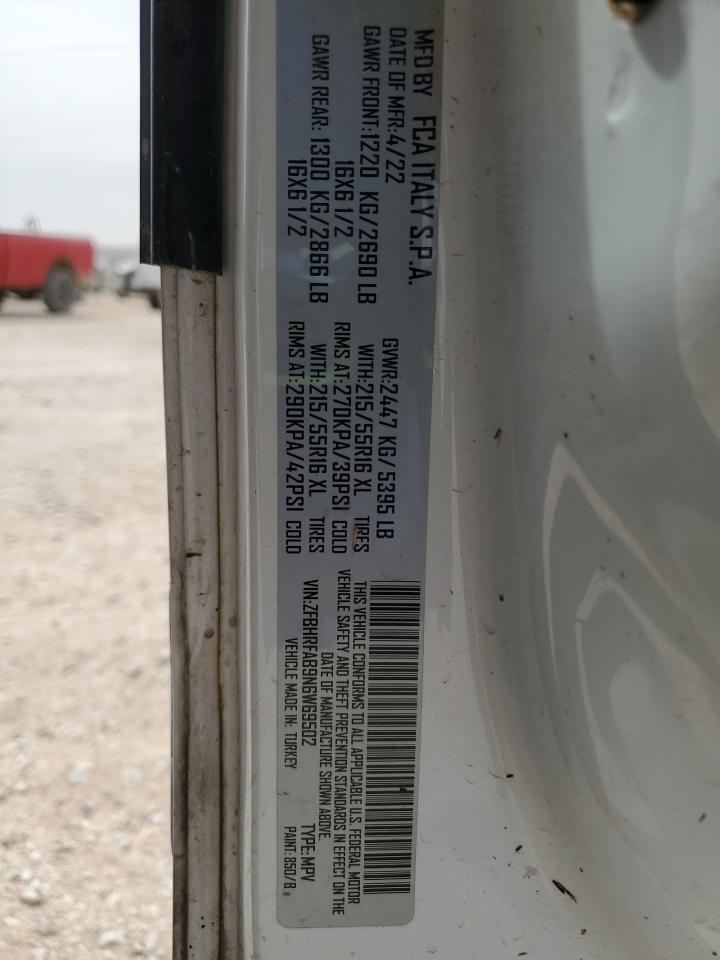 MFD BY FCA ITALY S.P.A.
DATE OF MFR:4/22 GVWR:2447 KG/5395 LB
GAWR FRONT:1220 KG/2690 LB WITH:215/55R16 XL TIRES
16X6 1/2 RIMS AT:270KPA/39PSI COLD
GAWR REAR: 1300 KG/2866 LB WITH:215/55R16 XL TIRES
16X6 1/2 RIMS AT:290KPA/42PSI COLD
THIS VEHICLE CONFORMS TO ALL APPLICABLE U.S. FEDERAL MOTOR
VEHICLE SAFETY AND THEFT PREVENTION STANDARDS IN EFFECT ON THE
DATE OF MANUFACTURE SHOWN ABOVE.
VIN:ZFBHRFAB9N6W69502 TYPE:MPV
VEHICLE MADE IN: TURKEY PAINT:850/B